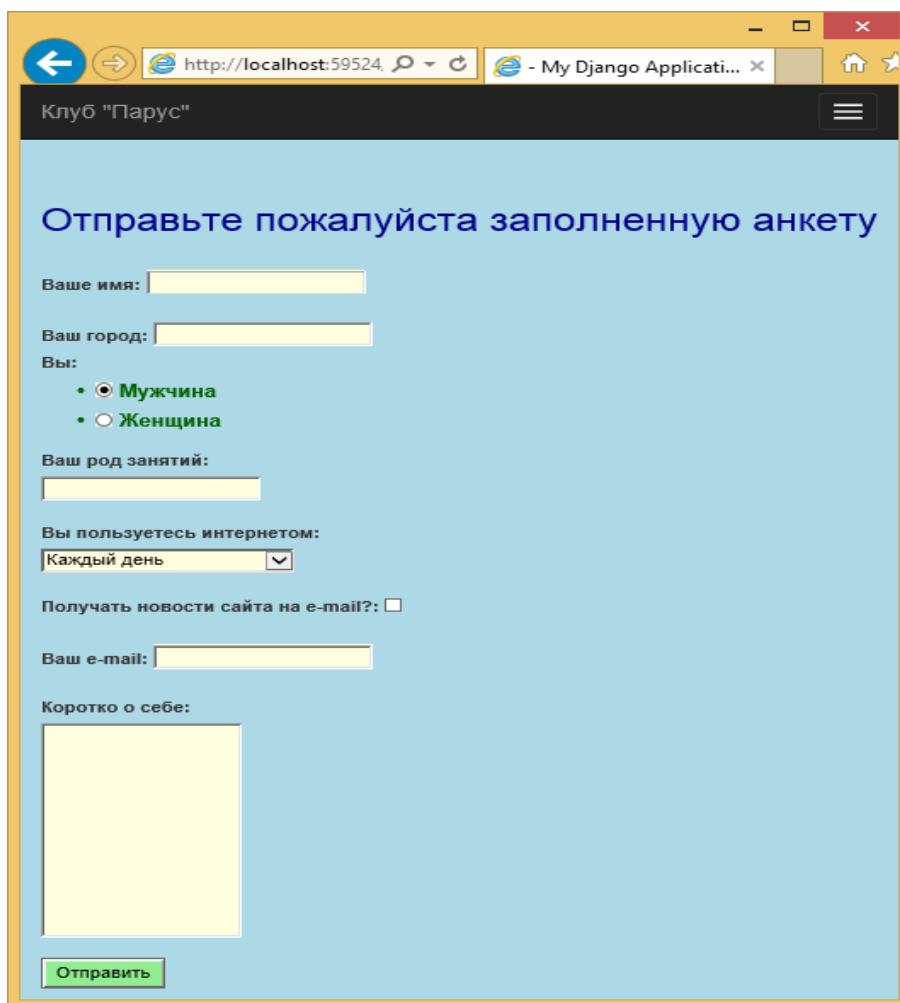 http://localhost:59524,
- My Django Applicati...
Клуб "Парус"
Отправьте пожалуйста заполненную анкету
Ваше имя:
Ваш город:
Вы:
• Мужчина
• Женщина
Ваш род занятий:
Вы пользуетесь интернетом:
Каждый день
Получать новости сайта на e-mail?:
Ваш e-mail:
Коротко о себе:
Отправить